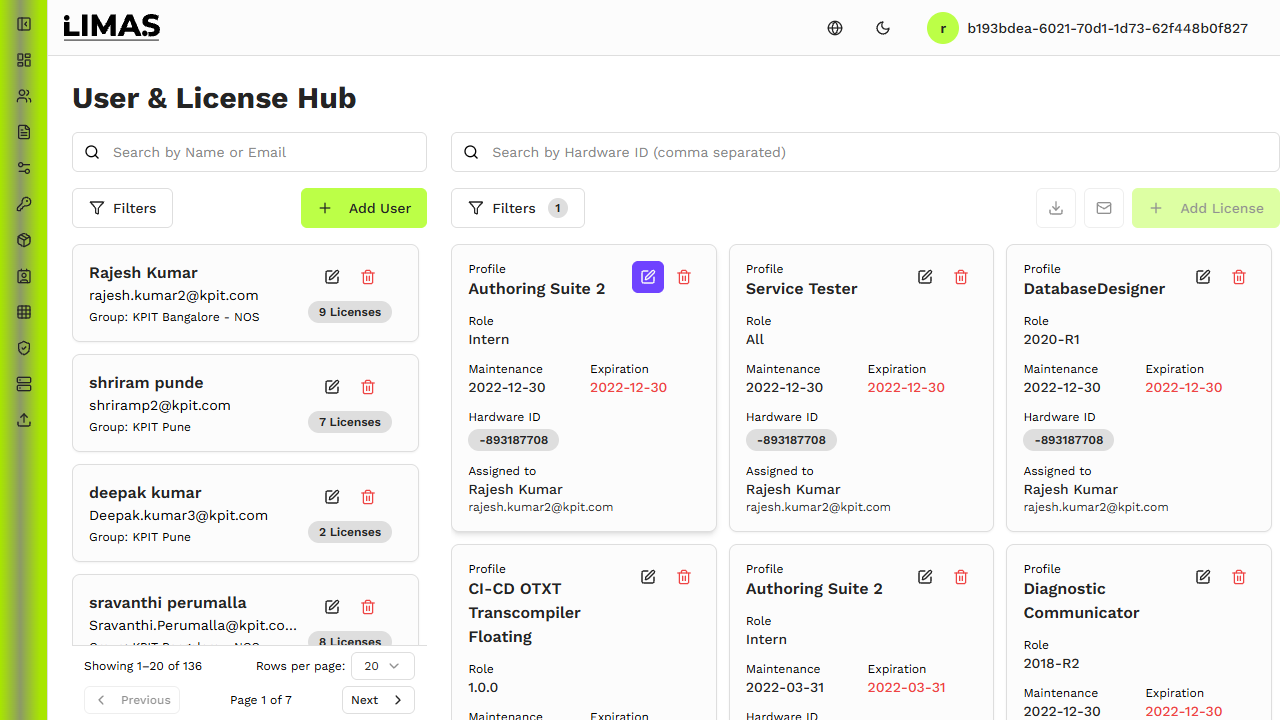 LIMAS
r
b193bdea-6021-70d1-1d73-62f448b0f827
User & License Hub
Search by Name or Email
Filters
Add User
Rajesh Kumar
rajesh.kumar2@kpit.com
Group: KPIT Bangalore - NOS
9 Licenses
shriram punde
shriramp2@kpit.com
Group: KPIT Pune
7 Licenses
deepak kumar
Deepak.kumar3@kpit.com
Group: KPIT Pune
2 Licenses
sravanthi perumalla
Sravanthi.Perumalla@kpit.co...
8 Licenses
Showing 1–20 of 136
Rows per page: 20
Previous
Page 1 of 7
Next
Search by Hardware ID (comma separated)
Filters 1
Add License
Profile
Authoring Suite 2
Role
Intern
Maintenance Expiration
2022-12-30 2022-12-30
Hardware ID
-893187708
Assigned to
Rajesh Kumar
rajesh.kumar2@kpit.com
Profile
Service Tester
Role
All
Maintenance Expiration
2022-12-30 2022-12-30
Hardware ID
-893187708
Assigned to
Rajesh Kumar
rajesh.kumar2@kpit.com
Profile
DatabaseDesigner
Role
2020-R1
Maintenance Expiration
2022-12-30 2022-12-30
Hardware ID
-893187708
Assigned to
Rajesh Kumar
rajesh.kumar2@kpit.com
Profile
CI-CD OTXT
Transcompiler
Floating
Role
1.0.0
Maintenance Expiration
Profile
Authoring Suite 2
Role
Intern
Maintenance Expiration
2022-03-31 2022-03-31
Hardware ID
Profile
Diagnostic
Communicator
Role
2018-R2
Maintenance Expiration
2022-12-30 2022-12-30